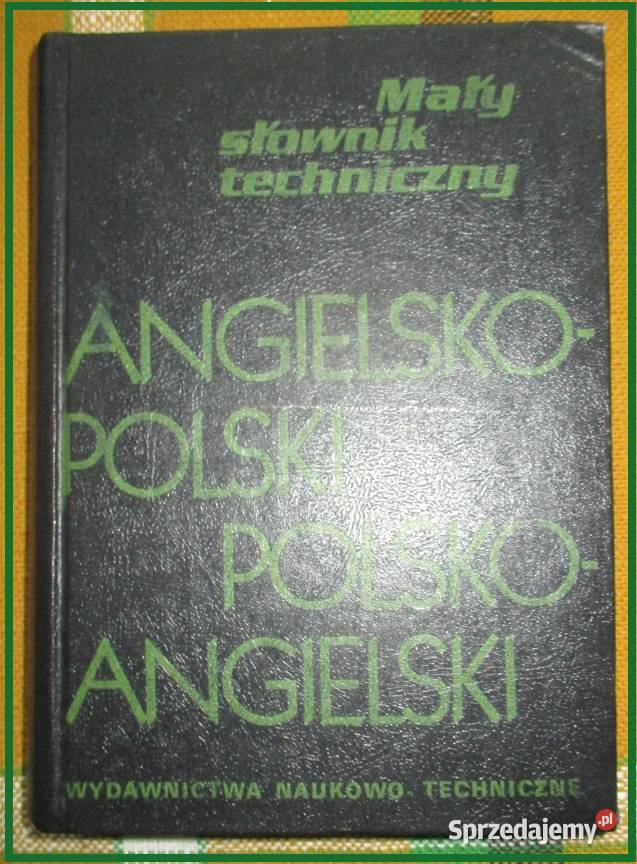 Mały
słownik
techniczny
ANGIELSKO-
POLSKI
POLSKO-
ANGIELSKI
WYDAWNICTWA NAUKOWO-TECHNICZNE
Sprzedajemy.pl